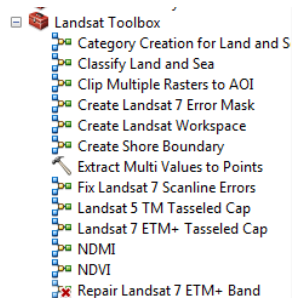 Landsat Toolbox
Category Creation for Land and S
Classify Land and Sea
Clip Multiple Rasters to AOI
Create Landsat 7 Error Mask
Create Landsat Workspace
Create Shore Boundary
Extract Multi Values to Points
Fix Landsat 7 Scanline Errors
Landsat 5 TM Tasseled Cap
Landsat 7 ETM+ Tasseled Cap
NDMI
NDVI
Repair Landsat 7 ETM+ Band